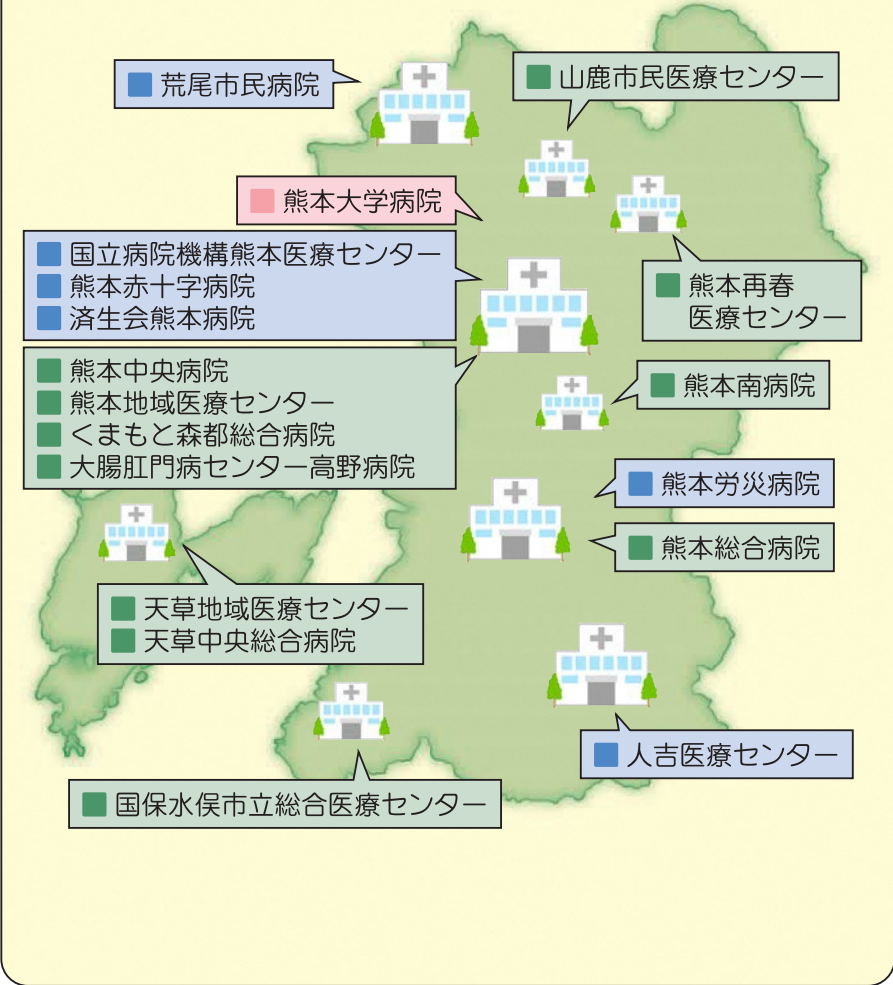 荒尾市民病院
山鹿市民医療センター
熊本大学病院
国立病院機構熊本医療センター
熊本赤十字病院
済生会熊本病院
熊本再春
医療センター
熊本中央病院
熊本地域医療センター
くまもと森都総合病院
大腸肛門病センター高野病院
熊本南病院
熊本労災病院
熊本総合病院
天草地域医療センター
天草中央総合病院
人吉医療センター
国保水俣市立総合医療センター